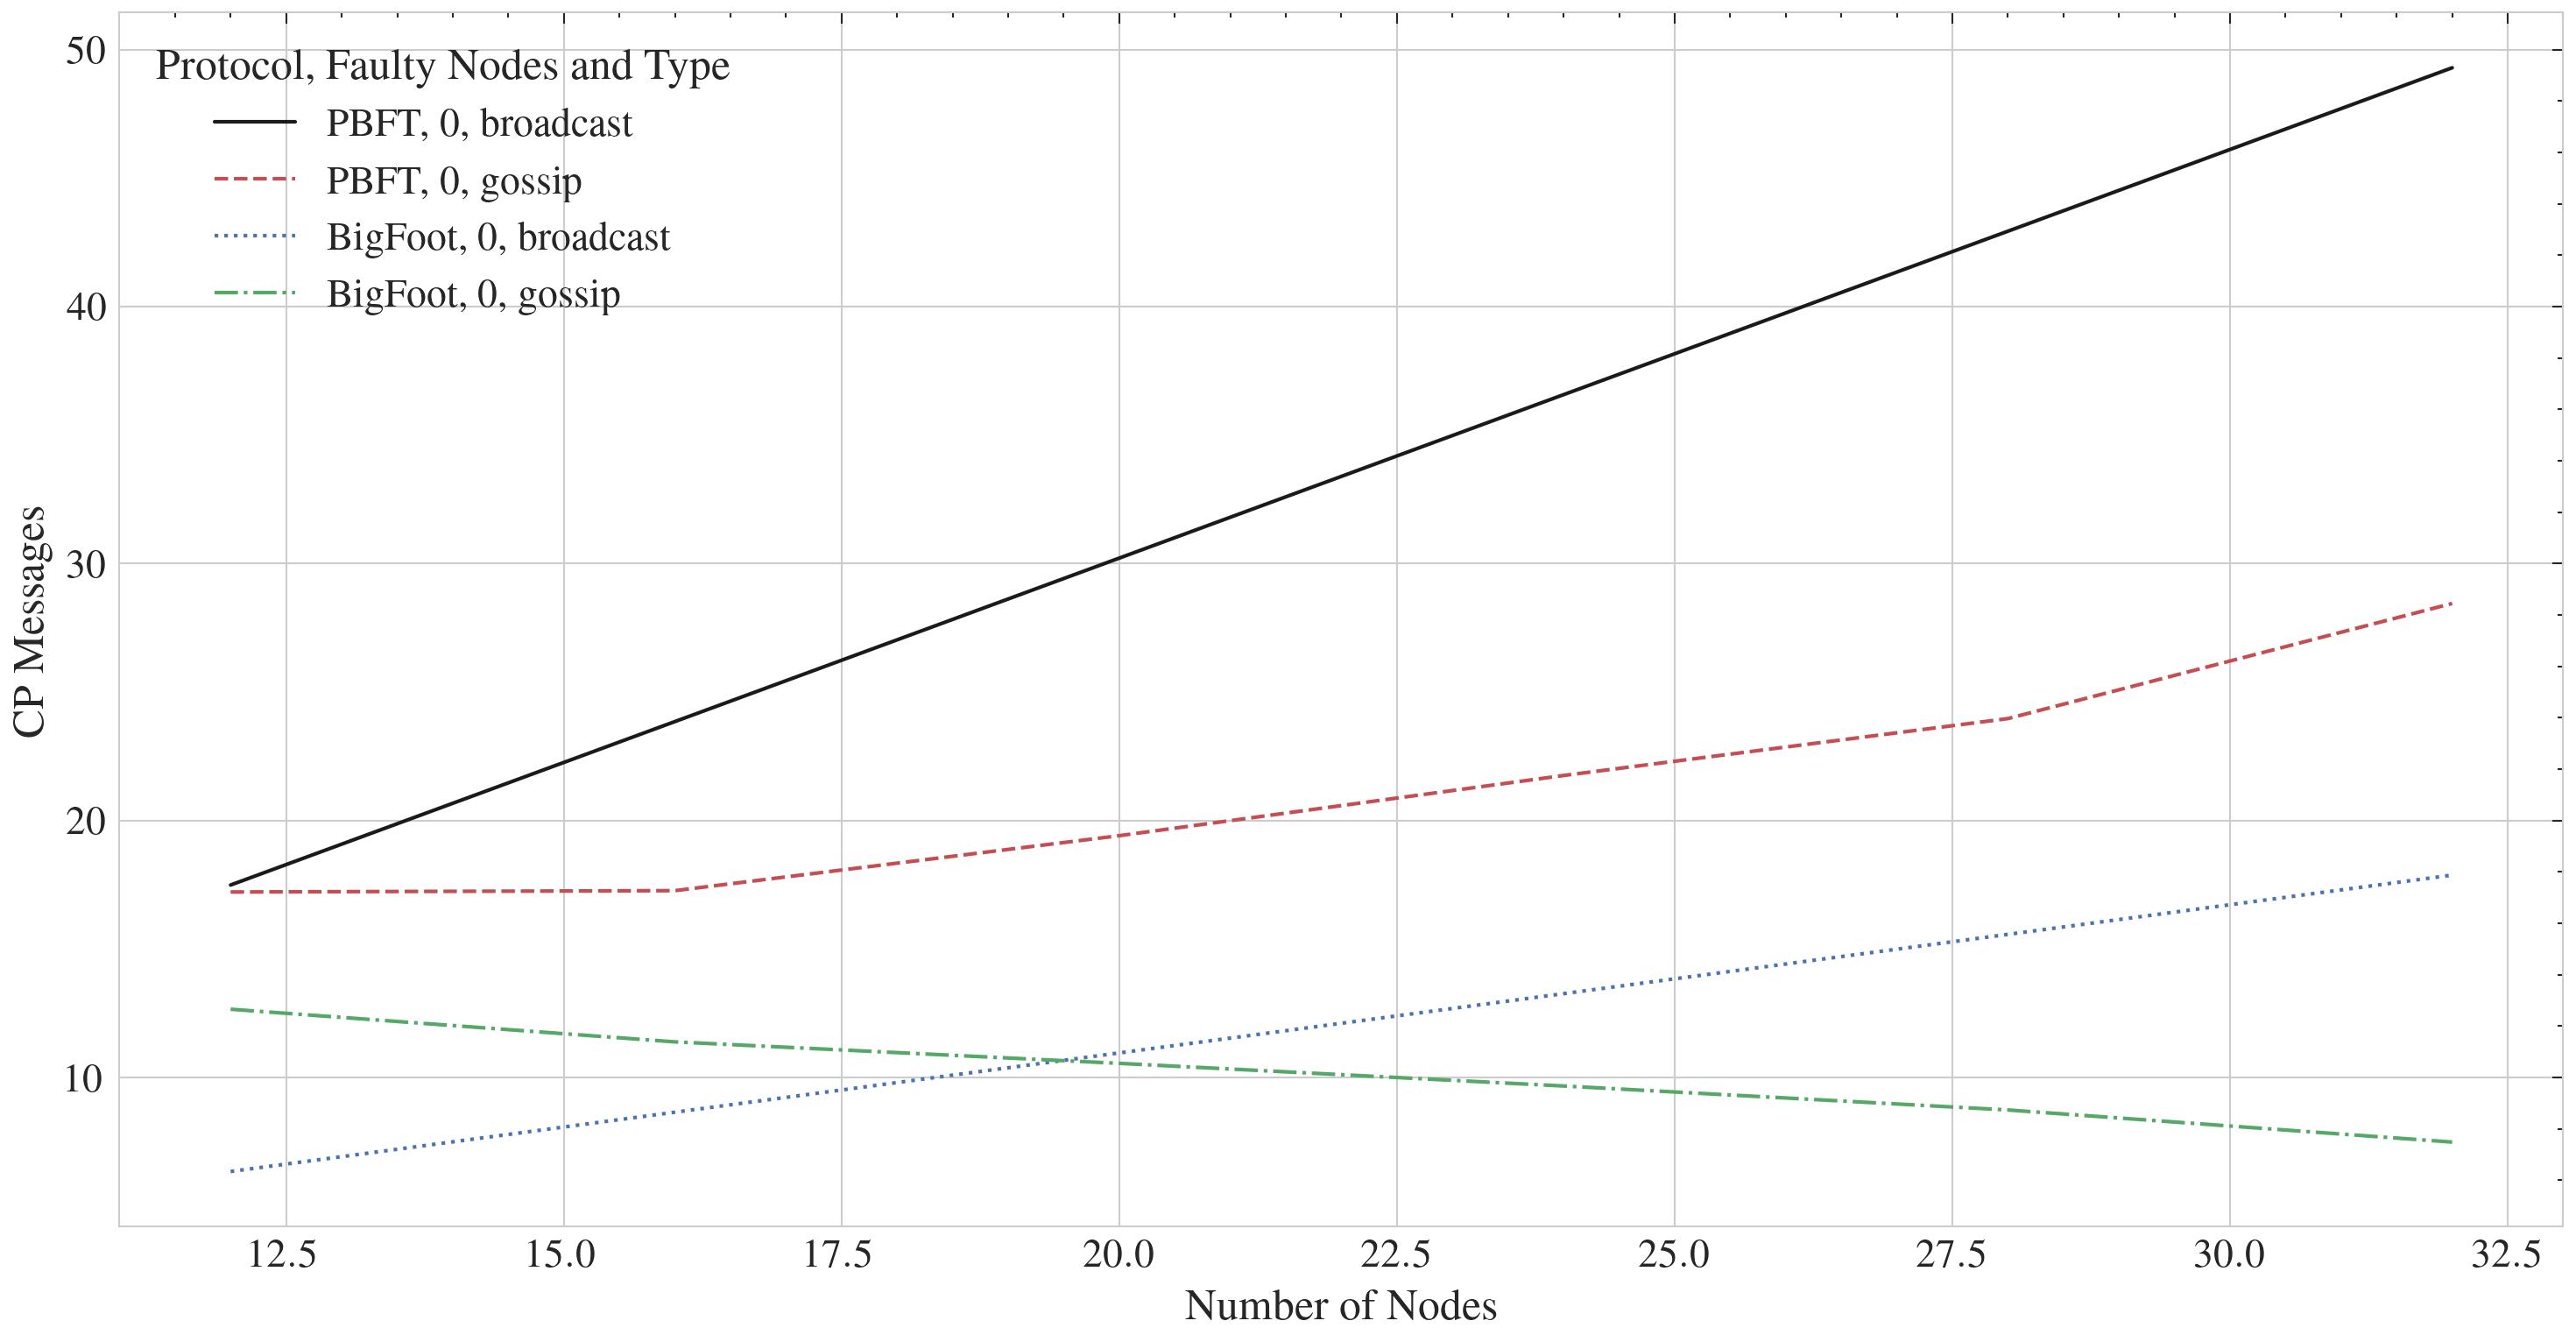 Protocol, Faulty Nodes and Type
PBFT, 0, broadcast
PBFT, 0, gossip
BigFoot, 0, broadcast
BigFoot, 0, gossip
50
40
30
20
10
CP Messages
12.5 15.0 17.5 20.0 22.5 25.0 27.5 30.0 32.5
Number of Nodes